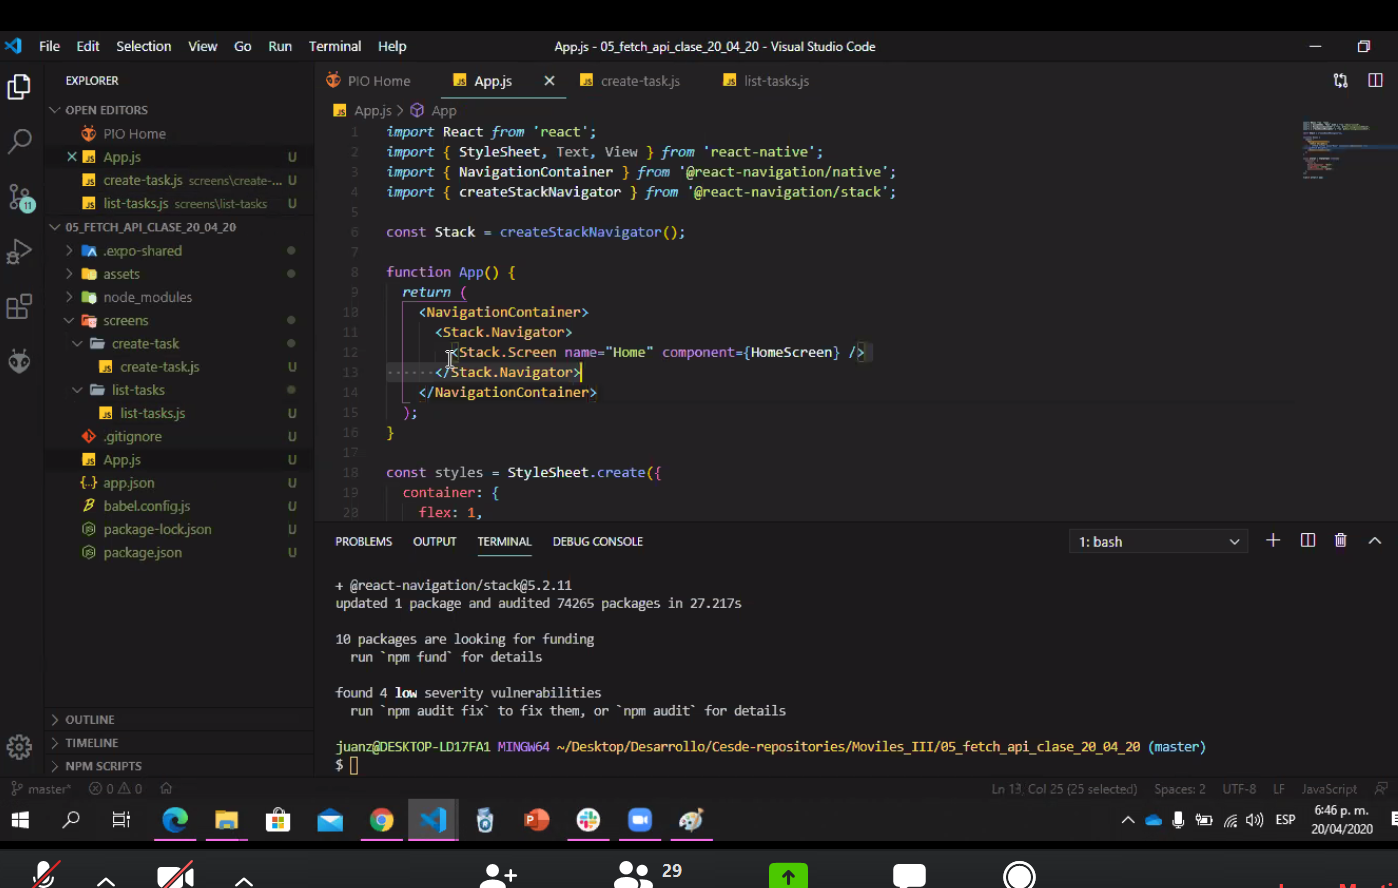 File Edit Selection View Go Run Terminal Help
App.js - 05_fetch_api_clase_20_04_20 - Visual Studio Code
EXPLORER
OPEN EDITORS
PIO Home
App.js U
create-task.js screens\create-... U
list-tasks.js screens\list-tasks U
05_FETCH_API_CLASE_20_04_20
.expo-shared
assets
node_modules
screens
create-task
create-task.js U
list-tasks
list-tasks.js U
.gitignore U
App.js U
app.json U
babel.config.js U
package-lock.json U
package.json U
OUTLINE
TIMELINE
NPM SCRIPTS
11
PIO Home App.js create-task.js list-tasks.js
App.js > App
1 import React from 'react';
2 import { StyleSheet, Text, View } from 'react-native';
3 import { NavigationContainer } from '@react-navigation/native';
4 import { createStackNavigator } from '@react-navigation/stack';
5
6 const Stack = createStackNavigator();
7
8 function App() {
9 return (
10 <NavigationContainer>
11 <Stack.Navigator>
12 <Stack.Screen name="Home" component={HomeScreen} />
13 </Stack.Navigator>
14 </NavigationContainer>
15 );
16 }
17
18 const styles = StyleSheet.create({
19 container: {
20 flex: 1,
PROBLEMS OUTPUT TERMINAL DEBUG CONSOLE
1: bash
+ @react-navigation/stack@5.2.11
updated 1 package and audited 74265 packages in 27.217s
10 packages are looking for funding
run `npm fund` for details
found 4 low severity vulnerabilities
run `npm audit fix` to fix them, or `npm audit` for details
juanz@DESKTOP-LD17FA1 MINGW64 ~/Desktop/Desarrollo/Cesde-repositories/Moviles_III/05_fetch_api_clase_20_04_20 (master)
$
master* 0 0
Ln 13, Col 25 (25 selected) Spaces: 2 UTF-8 LF JavaScript
ESP
6:46 p. m.
20/04/2020
29